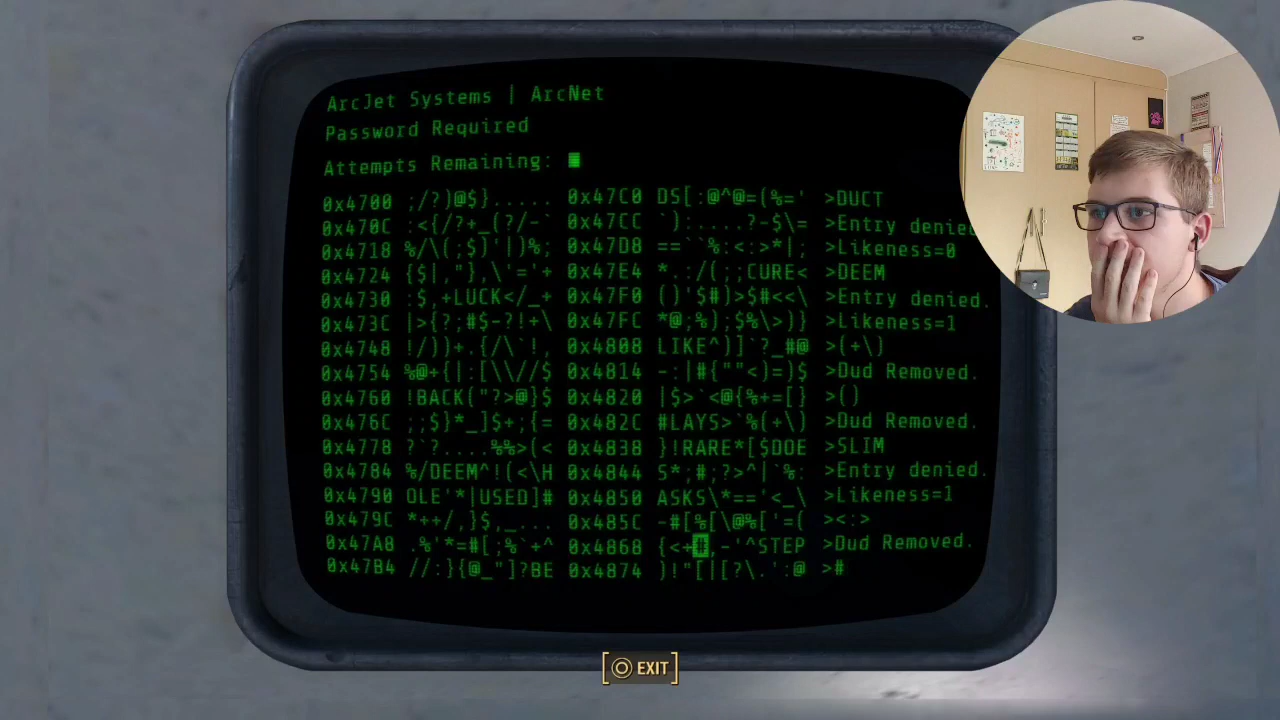 ArcJet Systems | ArcNet
Password Required
Attempts Remaining: ■
0x4700 ;/?)@$}..... 0x47C0 DS[:@^@=(%=' >DUCT
0x470C :<{/?+_(?/-` 0x47CC `):....?-$\= >Entry denied
0x4718 %/\(;$)'|)%; 0x47D8 ==``%:<:>*|; >Likeness=0
0x4724 {$|,"},\'='+ 0x47E4 *.:/(;;CURE< >DEEM
0x4730 :$,+LUCK</_+ 0x47F0 ()'$#)>$#<<\ >Entry denied.
0x473C |>{?;#$-?!+\ 0x47FC *@;%);$%\>)} >Likeness=1
0x4748 !/))+.{/\`!, 0x4808 LIKE^)]`?_#@ >(+\)
0x4754 %@+{|:[\\//$ 0x4814 -:|#{""<)=)$ >Dud Removed.
0x4760 !BACK("?>@}$ 0x4820 |$>`<@{%+=[} >()
0x476C ;;$}*_]$+;{= 0x482C #LAYS>`%(+\) >Dud Removed.
0x4778 ?`?....%%>(< 0x4838 }!RARE*[$DOE >SLIM
0x4784 %/DEEM^!(<\H 0x4844 S*;#;?>^|`%: >Entry denied.
0x4790 OLE'*|USED]# 0x4850 ASKS\*=='<_\ >Likeness=1
0x479C *++/,}$,_... 0x485C -#[%[\@%['=( ><:>
0x47A8 .%'*=#[;%`+^ 0x4868 {<+#,-'^STEP >Dud Removed.
0x47B4 //:}{@_"]?BE 0x4874 )!"[|[?\.':@ >#
EXIT